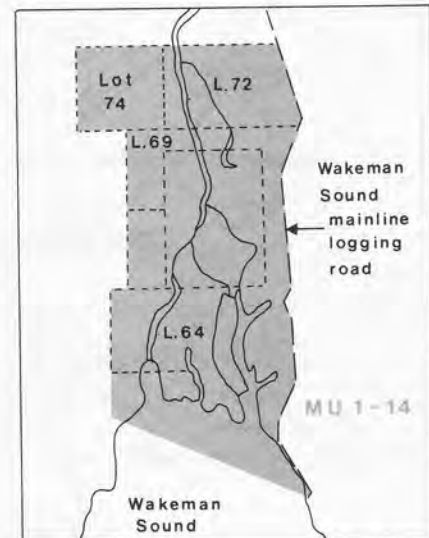 Lot
74
L.72
L.69
Wakeman
Sound
mainline
logging
road
L.64
MU 1-14
Wakeman
Sound